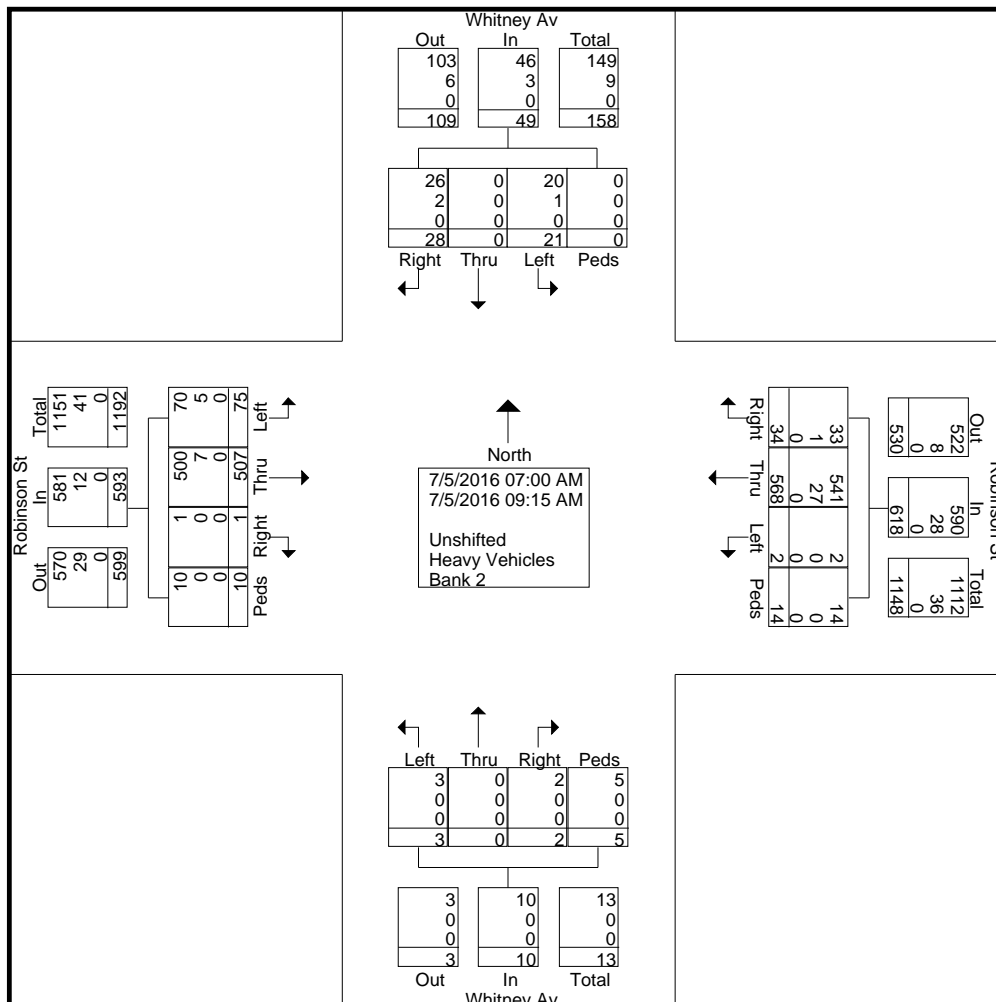 Whitney Av
Out In Total
103 46 149
6 3 9
0 0 0
109 49 158
26 0 20 0
2 0 1 0
0 0 0 0
28 0 21 0
Right Thru Left Peds
Robinson St
Total In Out
1151 581 570
41 12 29
0 0 0
1192 593 599
70 500 1 10
5 7 0 0
0 0 0 0
75 507 1 10
Left Thru Right Peds
North
7/5/2016 07:00 AM
7/5/2016 09:15 AM
Unshifted
Heavy Vehicles
Bank 2
Right Thru Left Peds
33 541 2 14
1 27 0 0
0 0 0 0
34 568 2 14
Out In Total
522 590 1112
8 28 36
0 0 0
530 618 1148
Robinson St
Left Thru Right Peds
3 0 2 5
0 0 0 0
0 0 0 0
3 0 2 5
3 10 13
0 0 0
0 0 0
3 10 13
Out In Total
Whitney Av